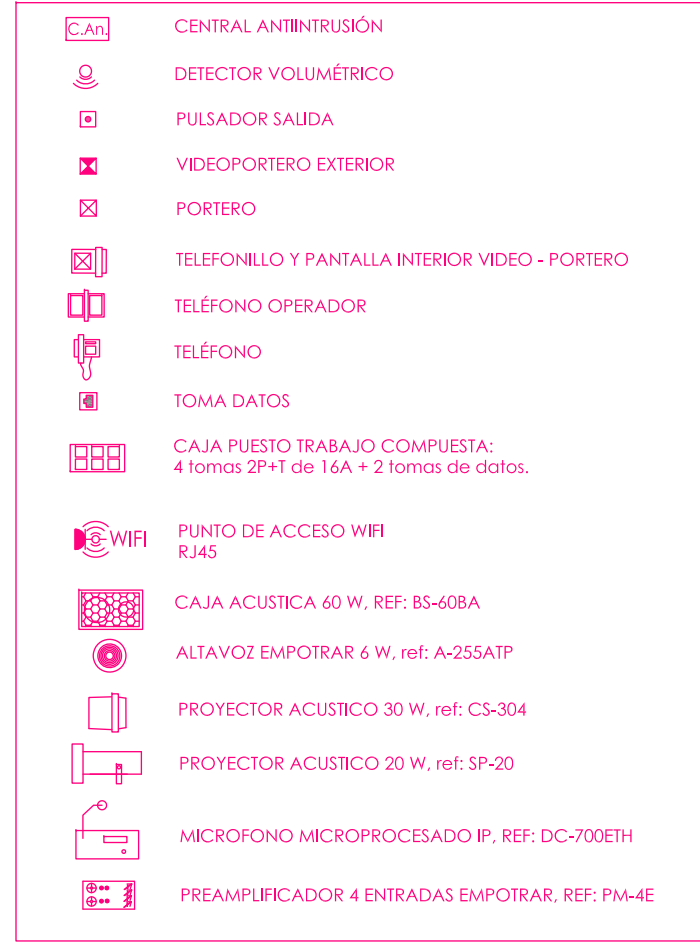 C.An. CENTRAL ANTIINTRUSIÓN
DETECTOR VOLUMÉTRICO
PULSADOR SALIDA
VIDEOPORTERO EXTERIOR
PORTERO
TELEFONILLO Y PANTALLA INTERIOR VIDEO - PORTERO
TELÉFONO OPERADOR
TELÉFONO
TOMA DATOS
CAJA PUESTO TRABAJO COMPUESTA:
4 tomas 2P+T de 16A + 2 tomas de datos.
WIFI PUNTO DE ACCESO WIFI
RJ45
CAJA ACUSTICA 60 W, REF: BS-60BA
ALTAVOZ EMPOTRAR 6 W, ref: A-255ATP
PROYECTOR ACUSTICO 30 W, ref: CS-304
PROYECTOR ACUSTICO 20 W, ref: SP-20
MICROFONO MICROPROCESADO IP, REF: DC-700ETH
PREAMPLIFICADOR 4 ENTRADAS EMPOTRAR, REF: PM-4E